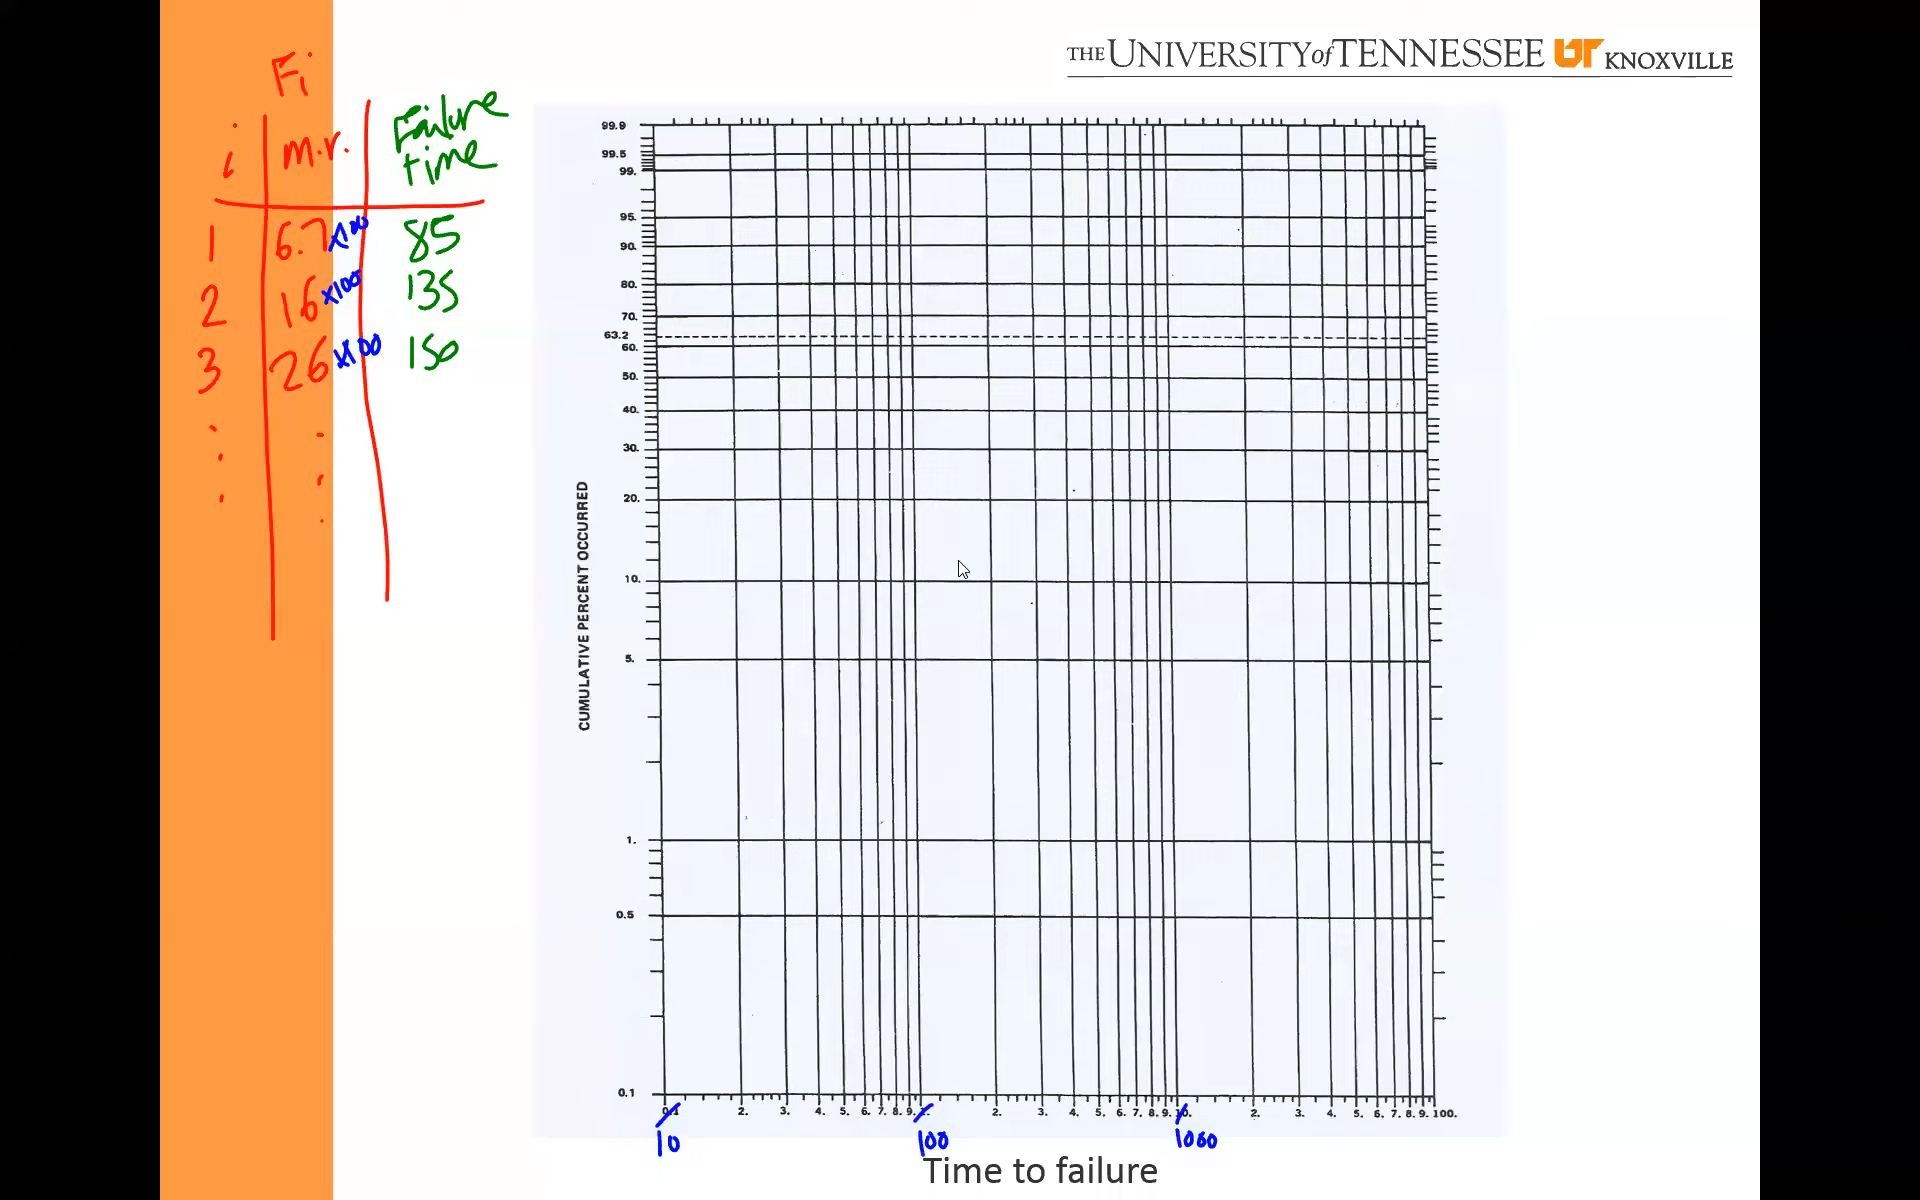 THE UNIVERSITY of TENNESSEE UT KNOXVILLE
Fi
i m.r. Failure time
1 6.7 x100 85
2 16 x100 135
3 26 x100 150
CUMULATIVE PERCENT OCCURRED
99.9
99.5
99.
95.
90.
80.
70.
63.2
60.
50.
40.
30.
20.
10.
5.
1.
0.5
0.1
0.1 2. 3. 4. 5. 6. 7. 8. 9. 1. 2. 3. 4. 5. 6. 7. 8. 9. 10. 2. 3. 4. 5. 6. 7. 8. 9. 100.
10 100 1000
Time to failure